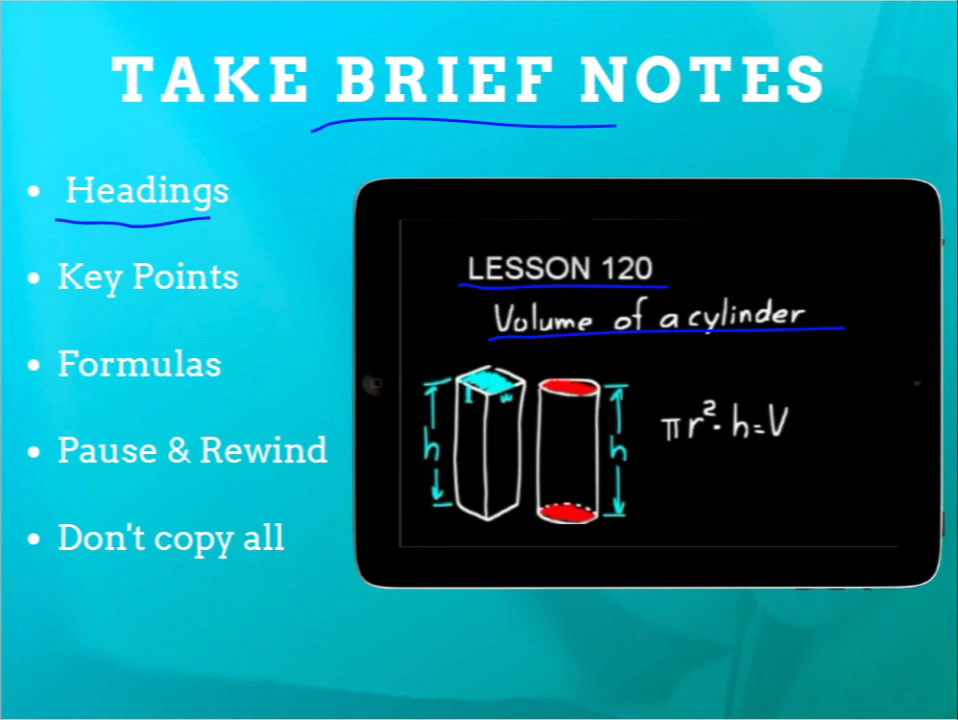 TAKE BRIEF NOTES
• Headings
• Key Points
• Formulas
• Pause & Rewind
• Don't copy all
LESSON 120
Volume of a cylinder
l w
h
h
πr²·h=V